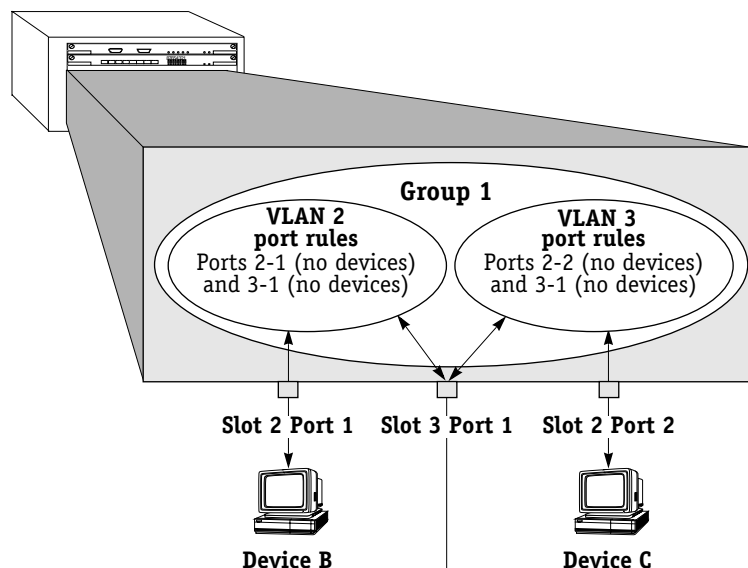 Group 1
VLAN 2
port rules
Ports 2-1 (no devices)
and 3-1 (no devices)
VLAN 3
port rules
Ports 2-2 (no devices)
and 3-1 (no devices)
Slot 2 Port 1
Slot 3 Port 1
Slot 2 Port 2
Device B
Device C